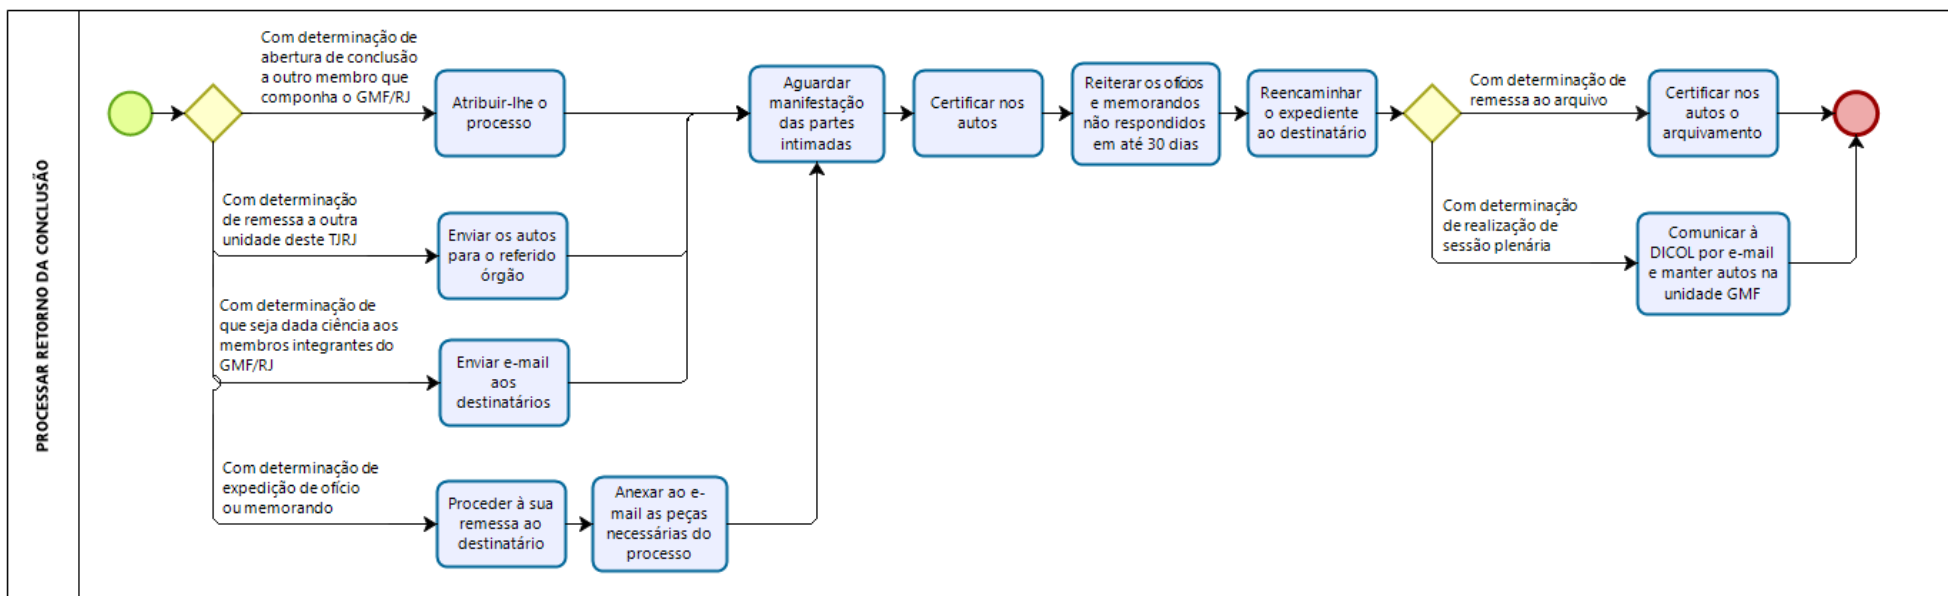 PROCESSAR RETORNO DA CONCLUSÃO
Com determinação de
abertura de conclusão
a outro membro que
componha o GMF/RJ
Atribuir-lhe o
processo
Com determinação
de remessa a outra
unidade deste TJRJ
Enviar os autos
para o referido
órgão
Com determinação de
que seja dada ciência aos
membros integrantes do
GMF/RJ
Enviar e-mail
aos
destinatários
Com determinação de
expedição de ofício
ou memorando
Proceder à sua
remessa ao
destinatário
Anexar ao e-
mail as peças
necessárias do
processo
Aguardar
manifestação
das partes
intimadas
Certificar nos
autos
Reiterar os ofícios
e memorandos
não respondidos
em até 30 dias
Reencaminhar
o expediente
ao destinatário
Com determinação de
remessa ao arquivo
Certificar nos
autos o
arquivamento
Com determinação
de realização de
sessão plenária
Comunicar à
DICOL por e-mail
e manter autos na
unidade GMF